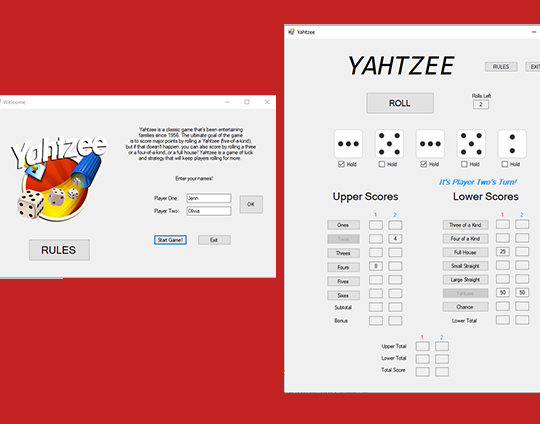 Welcome
Yahtzee
Yahtzee is a classic game that's been entertaining
families since 1956. The ultimate goal of the game
is to score major points by rolling a Yahtzee (five-of-a-kind),
but if that doesn't happen, you can also score by rolling a three
or a four-of-a-kind, or a full house! Yahtzee is a game of luck
and strategy that will keep players rolling for more.
Enter your names!
Player One: Jenn
Player Two: Olivia
OK
Start Game! Exit
RULES
Yahtzee
YAHTZEE
RULES
EXIT
ROLL
Rolls Left
2
Hold Hold Hold Hold Hold
It's Player Two's Turn!
Upper Scores
1 2
Ones
Twos 4
Threes
Fours 8
Fives
Sixes
Subtotal
Bonus
Lower Scores
1 2
Three of a Kind
Four of a Kind
Full House 25
Small Straight
Large Straight
Yahtzee 50 50
Chance
Lower Total
1 2
Upper Total
Lower Total
Total Score